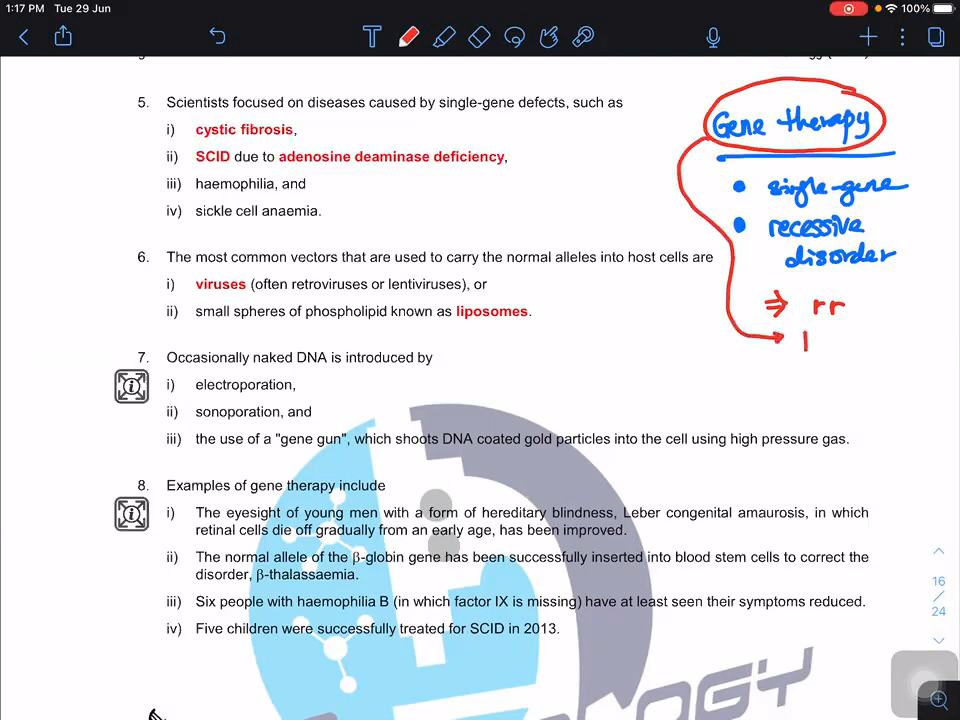 1:17 PM Tue 29 Jun
100%
5. Scientists focused on diseases caused by single-gene defects, such as
i) cystic fibrosis,
ii) SCID due to adenosine deaminase deficiency,
iii) haemophilia, and
iv) sickle cell anaemia.
Gene therapy
• single-gene
• recessive
disorder
⇒ rr
6. The most common vectors that are used to carry the normal alleles into host cells are
i) viruses (often retroviruses or lentiviruses), or
ii) small spheres of phospholipid known as liposomes.
7. Occasionally naked DNA is introduced by
i) electroporation,
ii) sonoporation, and
iii) the use of a "gene gun", which shoots DNA coated gold particles into the cell using high pressure gas.
8. Examples of gene therapy include
i) The eyesight of young men with a form of hereditary blindness, Leber congenital amaurosis, in which
retinal cells die off gradually from an early age, has been improved.
ii) The normal allele of the β-globin gene has been successfully inserted into blood stem cells to correct the
disorder, β-thalassaemia.
iii) Six people with haemophilia B (in which factor IX is missing) have at least seen their symptoms reduced.
iv) Five children were successfully treated for SCID in 2013.
16
/
24